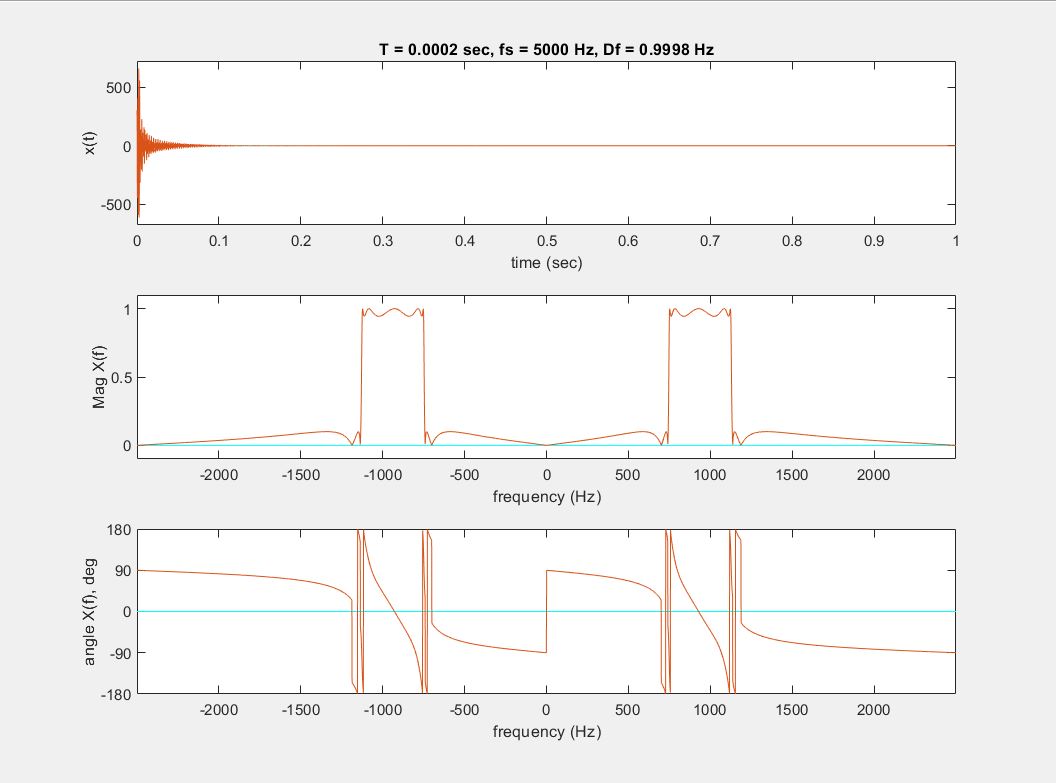 T = 0.0002 sec, fs = 5000 Hz, Df = 0.9998 Hz
x(t)
500
0
-500
0 0.1 0.2 0.3 0.4 0.5 0.6 0.7 0.8 0.9 1
time (sec)
Mag X(f)
1
0.5
0
-2000 -1500 -1000 -500 0 500 1000 1500 2000
frequency (Hz)
angle X(f), deg
180
90
0
-90
-180
-2000 -1500 -1000 -500 0 500 1000 1500 2000
frequency (Hz)